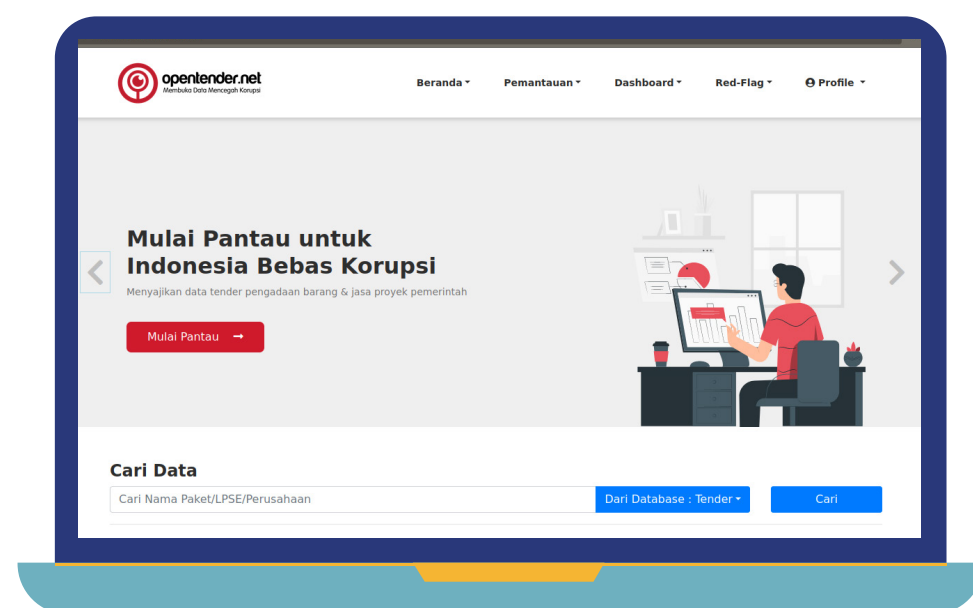 opentender.net
Membuka Data Mencegah Korupsi
Beranda
Pemantauan
Dashboard
Red-Flag
Profile
Mulai Pantau untuk
Indonesia Bebas Korupsi
Menyajikan data tender pengadaan barang & jasa proyek pemerintah
Mulai Pantau →
Cari Data
Cari Nama Paket/LPSE/Perusahaan
Dari Database : Tender
Cari